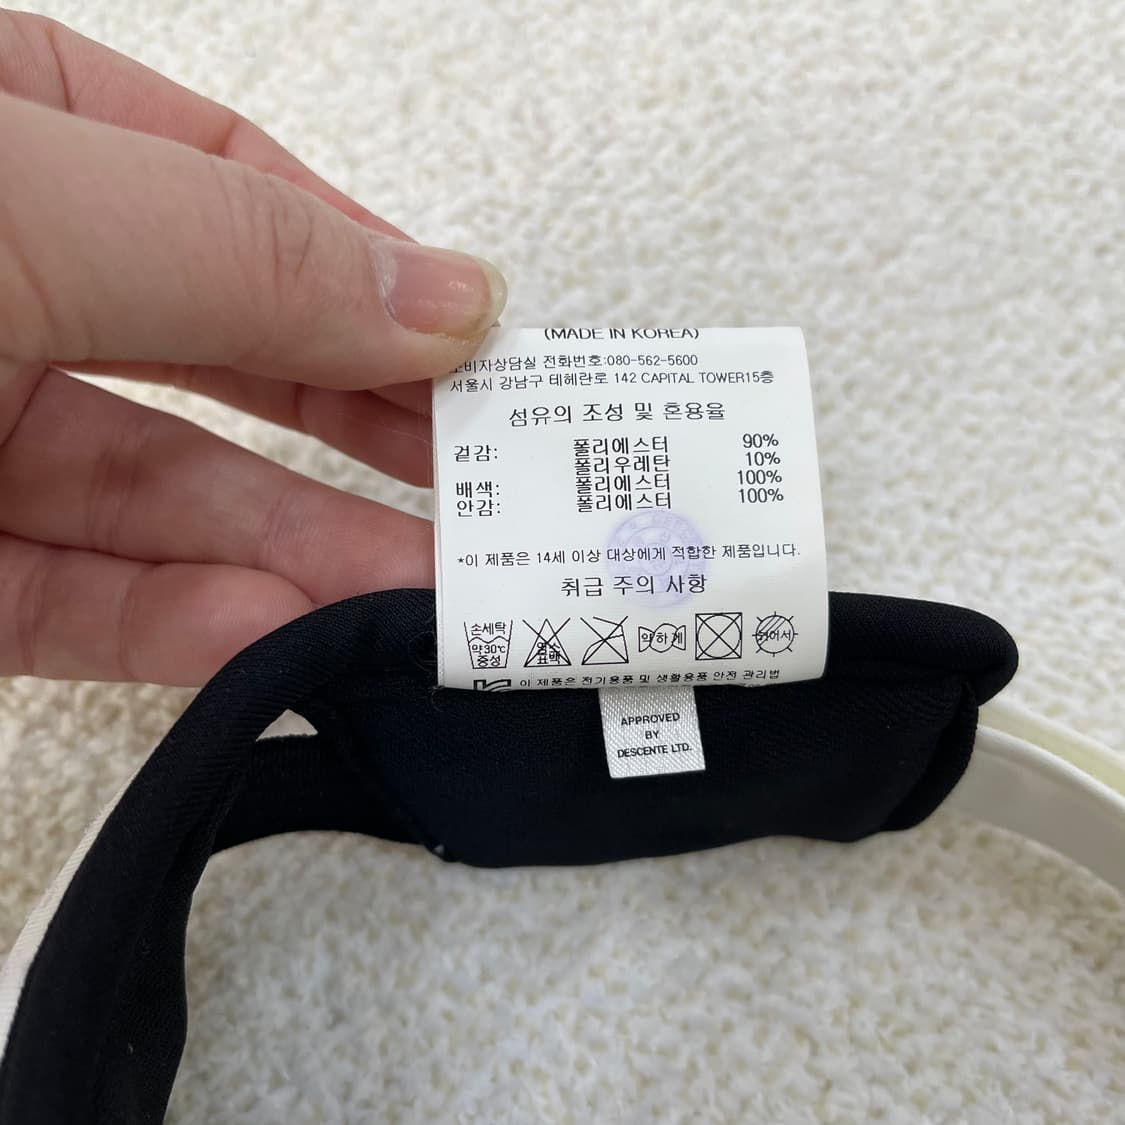 (MADE IN KOREA)
소비자상담실 전화번호:080-562-5600
서울시 강남구 테헤란로 142 CAPITAL TOWER15층
섬유의 조성 및 혼용율
겉감: 폴리에스터 90%
폴리우레탄 10%
배색: 폴리에스터 100%
안감: 폴리에스터 100%
*이 제품은 14세 이상 대상에게 적합한 제품입니다.
취급 주의 사항
손세탁
약30℃
중성
염소
표백
약하게
뉘어서
이 제품은 전기용품 및 생활용품 안전 관리법
APPROVED
BY
DESCENTE LTD.